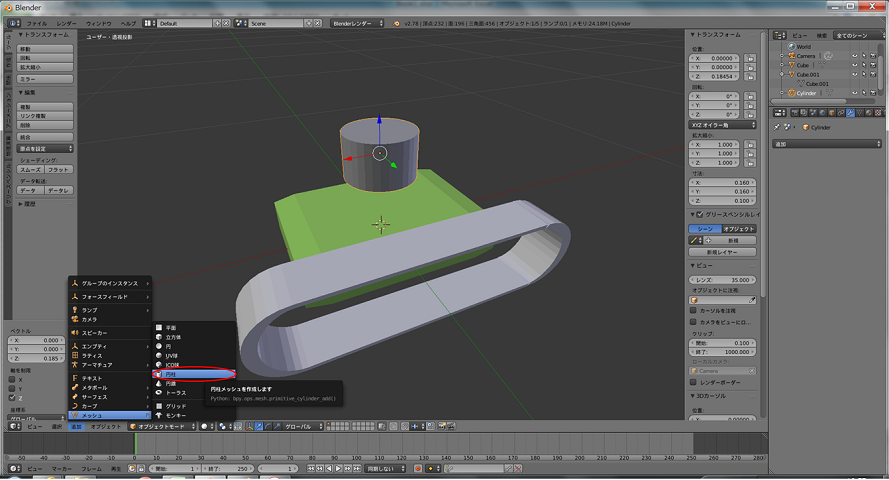 Blender
ファイル レンダー ウィンドウ ヘルプ Default Scene Blenderレンダー v2.78 | 頂点:232 | 面:196 | 三角面:456 | オブジェクト:1/5 | ランプ:0/1 | メモリ:24.18M | Cylinder
ユーザー・透視投影
トランスフォーム
移動
回転
拡大縮小
ミラー
編集
複製
リンク複製
削除
統合
原点を設定
シェーディング:
スムーズ フラット
データ転送:
データ データレ
履歴
ベクトル
X: 0.000
Y: 0.000
Z: 0.185
軸を制限
X
Y
Z
座標系
グローバル
グループのインスタンス
フォースフィールド
ランプ
カメラ
スピーカー
エンプティ
ラティス
アーマチュア
テキスト
メタボール
サーフェス
カーブ
メッシュ
平面
立方体
円
UV球
ICO球
円柱
円錐
トーラス
グリッド
モンキー
円柱メッシュを作成します
Python: bpy.ops.mesh.primitive_cylinder_add()
トランスフォーム
位置:
X: 0.00000
Y: 0.00000
Z: 0.18454
回転:
X: 0°
Y: 0°
Z: 0°
XYZ オイラー角
拡大縮小:
X: 1.000
Y: 1.000
Z: 1.000
寸法:
X: 0.160
Y: 0.160
Z: 0.100
グリースペンシルレイ
シーン オブジェクト
新規
新規レイヤー
ビュー
レンズ: 35.000
オブジェクトに注視:
カーソルを注視
カメラをビューにロ...
開始: 0.100
終了: 1000.000
ローカルカメラ
Camera
レンダーボーダー
3Dカーソル
位置:
X: 0.00000
ビュー 検索 全てのシーン
World
Camera
Cube
Cube.001
Cube.001
Cylinder
Cylinder
追加
ビュー 選択 追加 オブジェクト オブジェクトモード グローバル
-50 -40 -30 -20 -10 0 10 20 30 40 50 60 70 80 90 100 110 120 130 140 150 160 170 180 190 200 210 220 230 240 250 260 270 280
ビュー マーカー フレーム 再生 開始: 1 終了: 250 1 同期しない